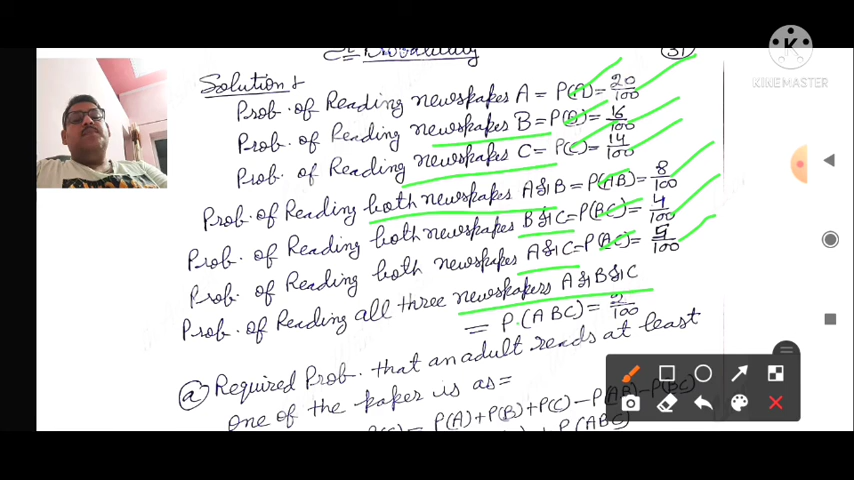 Probability
31
KINEMASTER
Solution
Prob. of Reading newspapers A = P(A) = 20/100
Prob. of Reading newspapers B = P(B) = 16/100
Prob. of Reading newspapers C = P(C) = 14/100
Prob. of Reading both newspapers A & B = P(AB) = 8/100
Prob. of Reading both newspapers B & C = P(BC) = 4/100
Prob. of Reading both newspapers A & C = P(AC) = 5/100
Prob. of Reading all three newspapers A & B & C
= P(ABC) = /100
(a) Required Prob. that an adult reads at least
one of the paper is as =
P(A) + P(B) + P(C) - P(AB) - P(BC)
+ P(ABC)